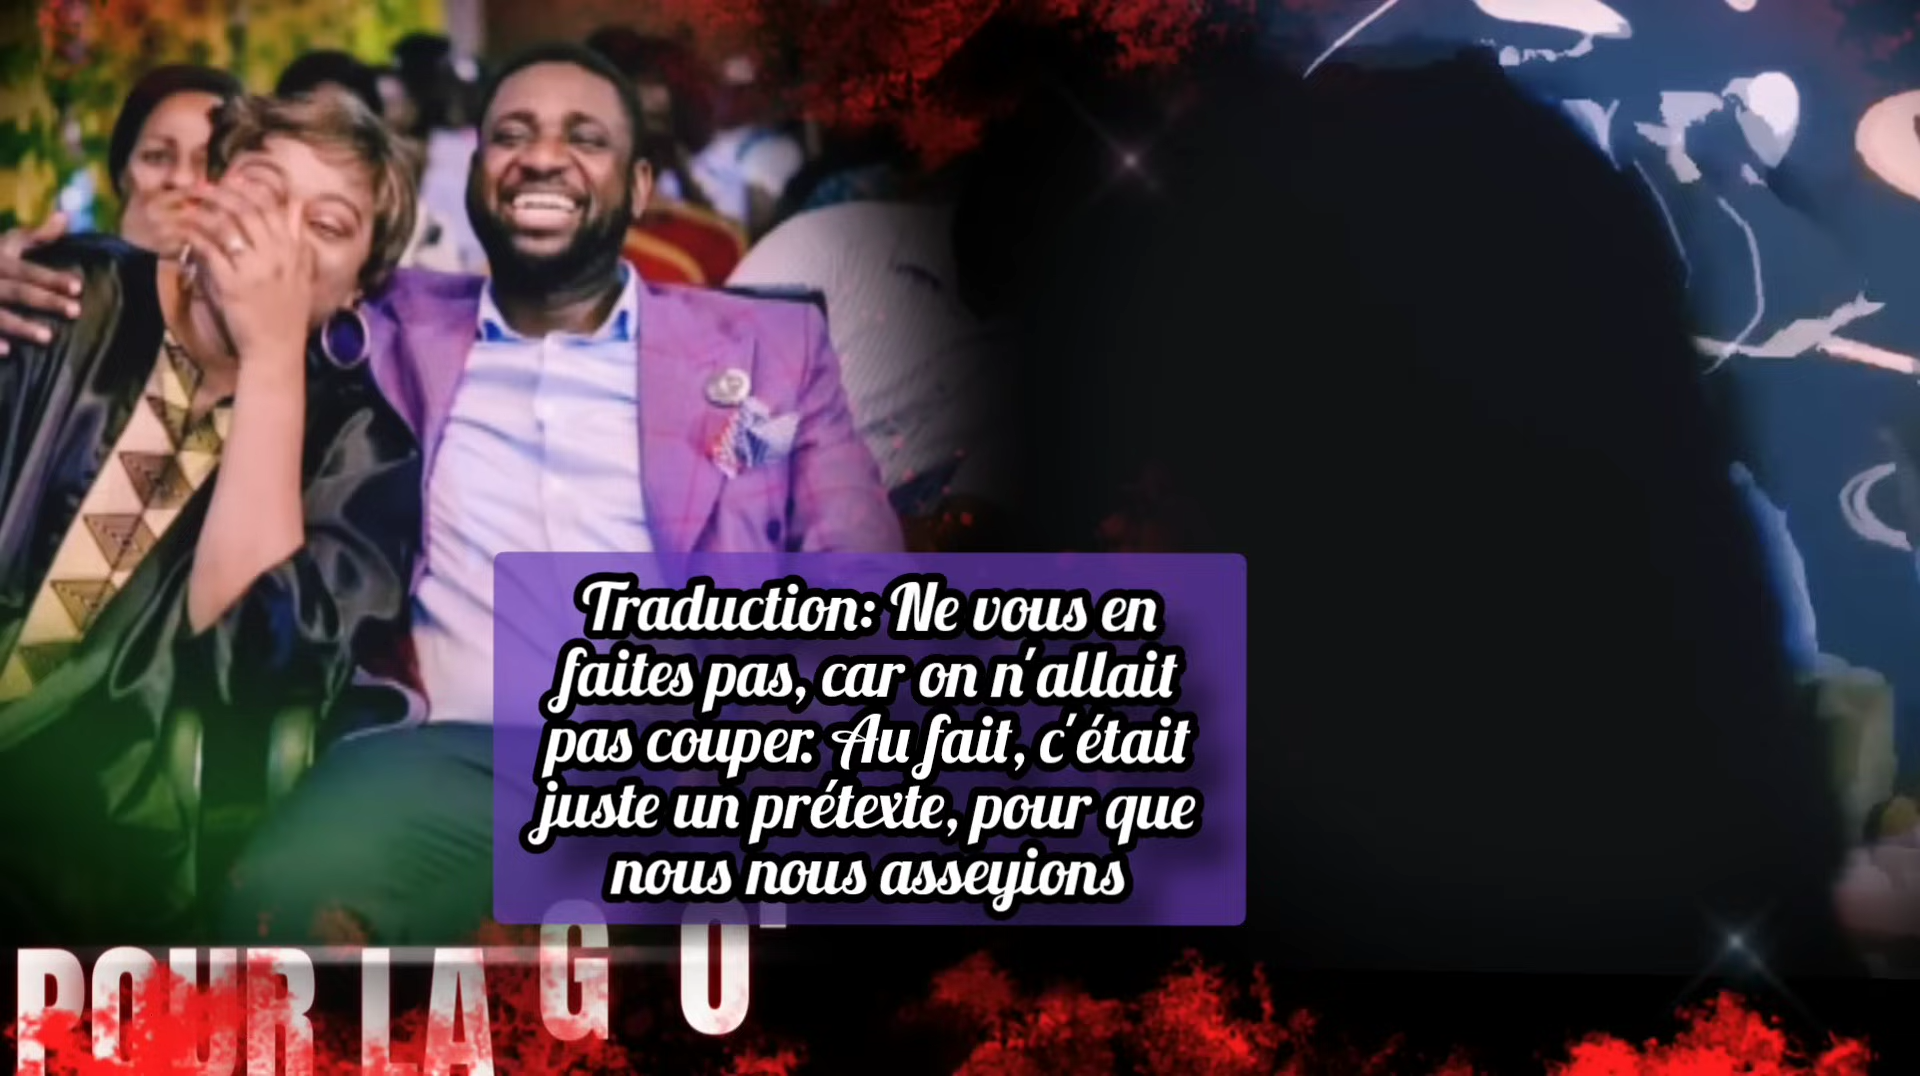 Traduction: Ne vous en
faites pas, car on n'allait
pas couper. Au fait, c'était
juste un prétexte, pour que
nous nous asseyions
POUR LA G O'